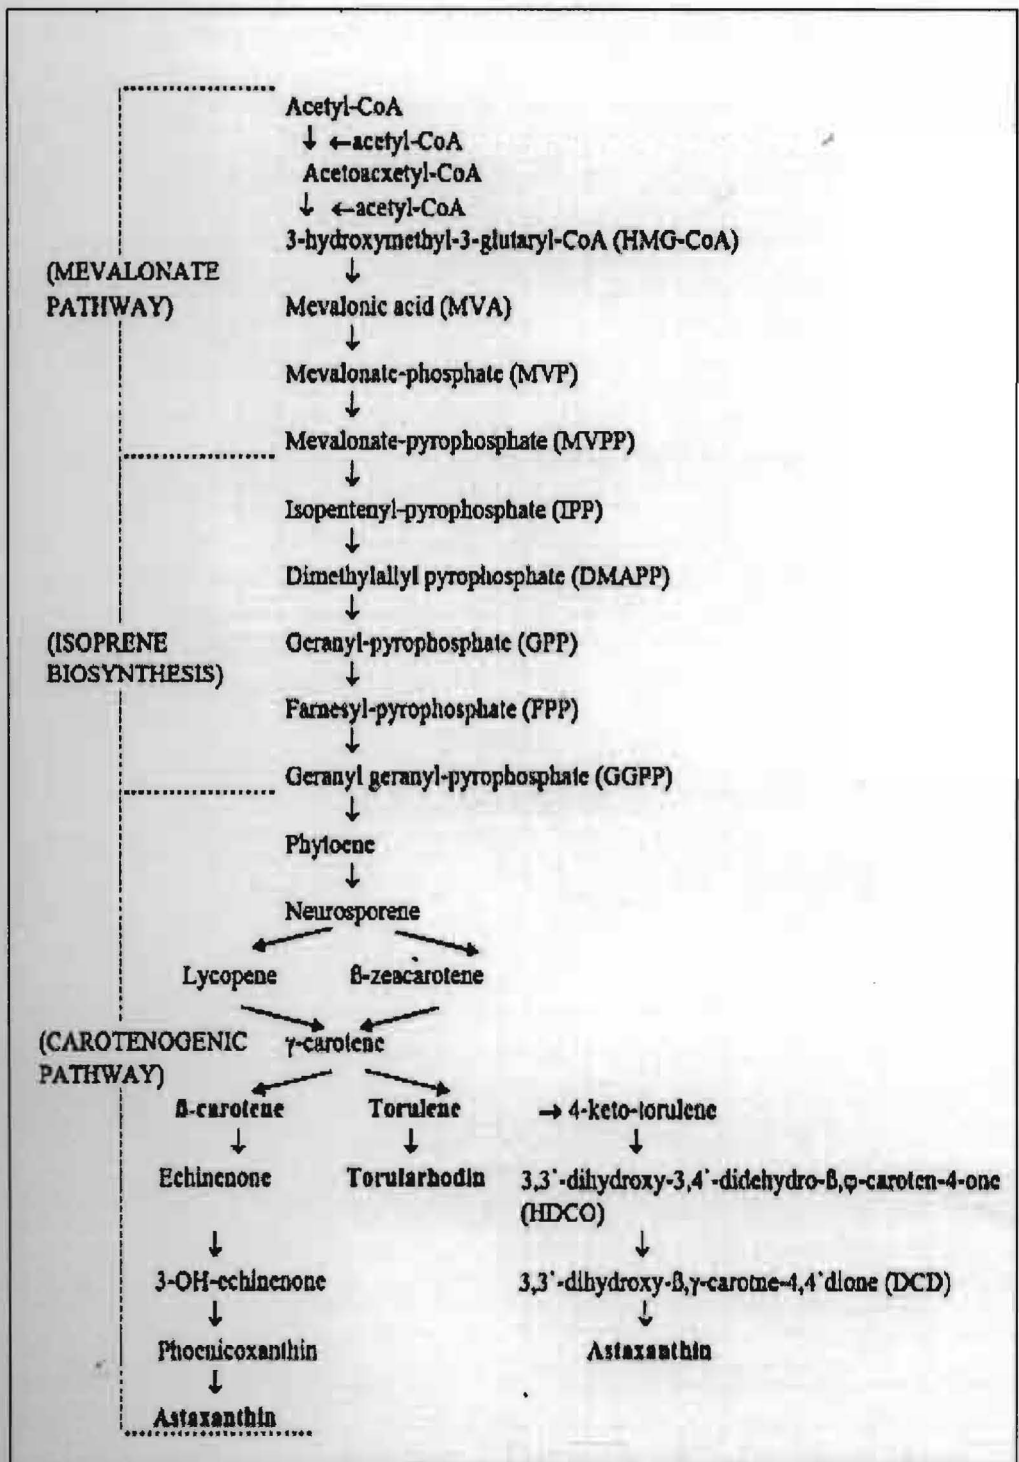 Acetyl-CoA
↓ ←acetyl-CoA
Acetoacxetyl-CoA
↓ ←acetyl-CoA
3-hydroxymethyl-3-glutaryl-CoA (HMG-CoA)
↓
(MEVALONATE
PATHWAY)
Mevalonic acid (MVA)
↓
Mevalonate-phosphate (MVP)
↓
Mevalonate-pyrophosphate (MVPP)
↓
Isopentenyl-pyrophosphate (IPP)
↓
Dimethylallyl pyrophosphate (DMAPP)
↓
(ISOPRENE
BIOSYNTHESIS)
Geranyl-pyrophosphate (GPP)
↓
Farnesyl-pyrophosphate (FPP)
↓
Geranyl geranyl-pyrophosphate (GGPP)
↓
Phytoene
↓
Neurosporene
Lycopene β-zeacarotene
(CAROTENOGENIC
PATHWAY)
γ-carotene
β-carotene Torulene → 4-keto-torulene
↓ ↓ ↓
Echinenone Torularhodin 3,3'-dihydroxy-3,4'-didehydro-β,φ-caroten-4-one
(HDCO)
↓ ↓
3-OH-echinenone 3,3'-dihydroxy-β,γ-carotne-4,4'dione (DCD)
↓ ↓
Phoenicoxanthin Astaxanthin
↓
Astaxanthin